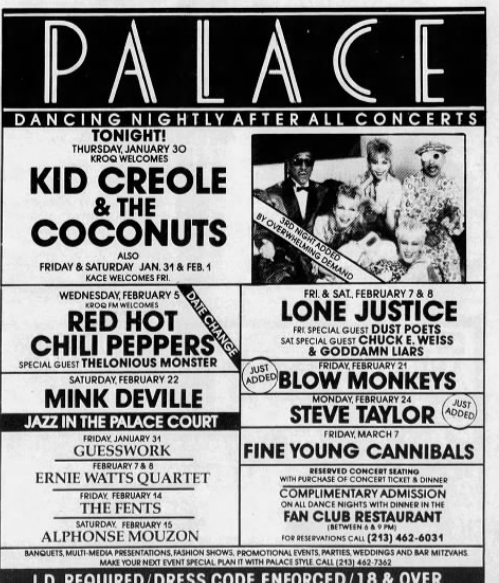 PALACE
DANCING NIGHTLY AFTER ALL CONCERTS
TONIGHT!
THURSDAY, JANUARY 30
KROQ WELCOMES
KID CREOLE
& THE
COCONUTS
ALSO
FRIDAY & SATURDAY JAN. 31 & FEB. 1
KACE WELCOMES FRI.
3RD NIGHT ADDED
BY OVERWHELMING DEMAND
WEDNESDAY, FEBRUARY 5
KROQ FM WELCOMES
RED HOT
CHILI PEPPERS
SPECIAL GUEST THELONIOUS MONSTER
DATE CHANGE
SATURDAY, FEBRUARY 22
MINK DEVILLE
JAZZ IN THE PALACE COURT
FRIDAY, JANUARY 31
GUESSWORK
FEBRUARY 7 & 8
ERNIE WATTS QUARTET
FRIDAY, FEBRUARY 14
THE FENTS
SATURDAY, FEBRUARY 15
ALPHONSE MOUZON
FRI. & SAT., FEBRUARY 7 & 8
LONE JUSTICE
FRI. SPECIAL GUEST DUST POETS
SAT. SPECIAL GUEST CHUCK E. WEISS
& GODDAMN LIARS
FRIDAY, FEBRUARY 21
JUST
ADDED
BLOW MONKEYS
MONDAY, FEBRUARY 24
STEVE TAYLOR
JUST
ADDED
FRIDAY, MARCH 7
FINE YOUNG CANNIBALS
RESERVED CONCERT SEATING
WITH PURCHASE OF CONCERT TICKET & DINNER
COMPLIMENTARY ADMISSION
ON ALL DANCE NIGHTS WITH DINNER IN THE
FAN CLUB RESTAURANT
(BETWEEN 6 & 9 PM)
FOR RESERVATIONS CALL (213) 462-6031
BANQUETS, MULTI-MEDIA PRESENTATIONS, FASHION SHOWS, PROMOTIONAL EVENTS, PARTIES, WEDDINGS AND BAR MITZVAHS.
MAKE YOUR NEXT EVENT SPECIAL. PLAN IT WITH PALACE STYLE. CALL (213) 462-7362
I.D. REQUIRED/DRESS CODE ENFORCED/18 & OVER